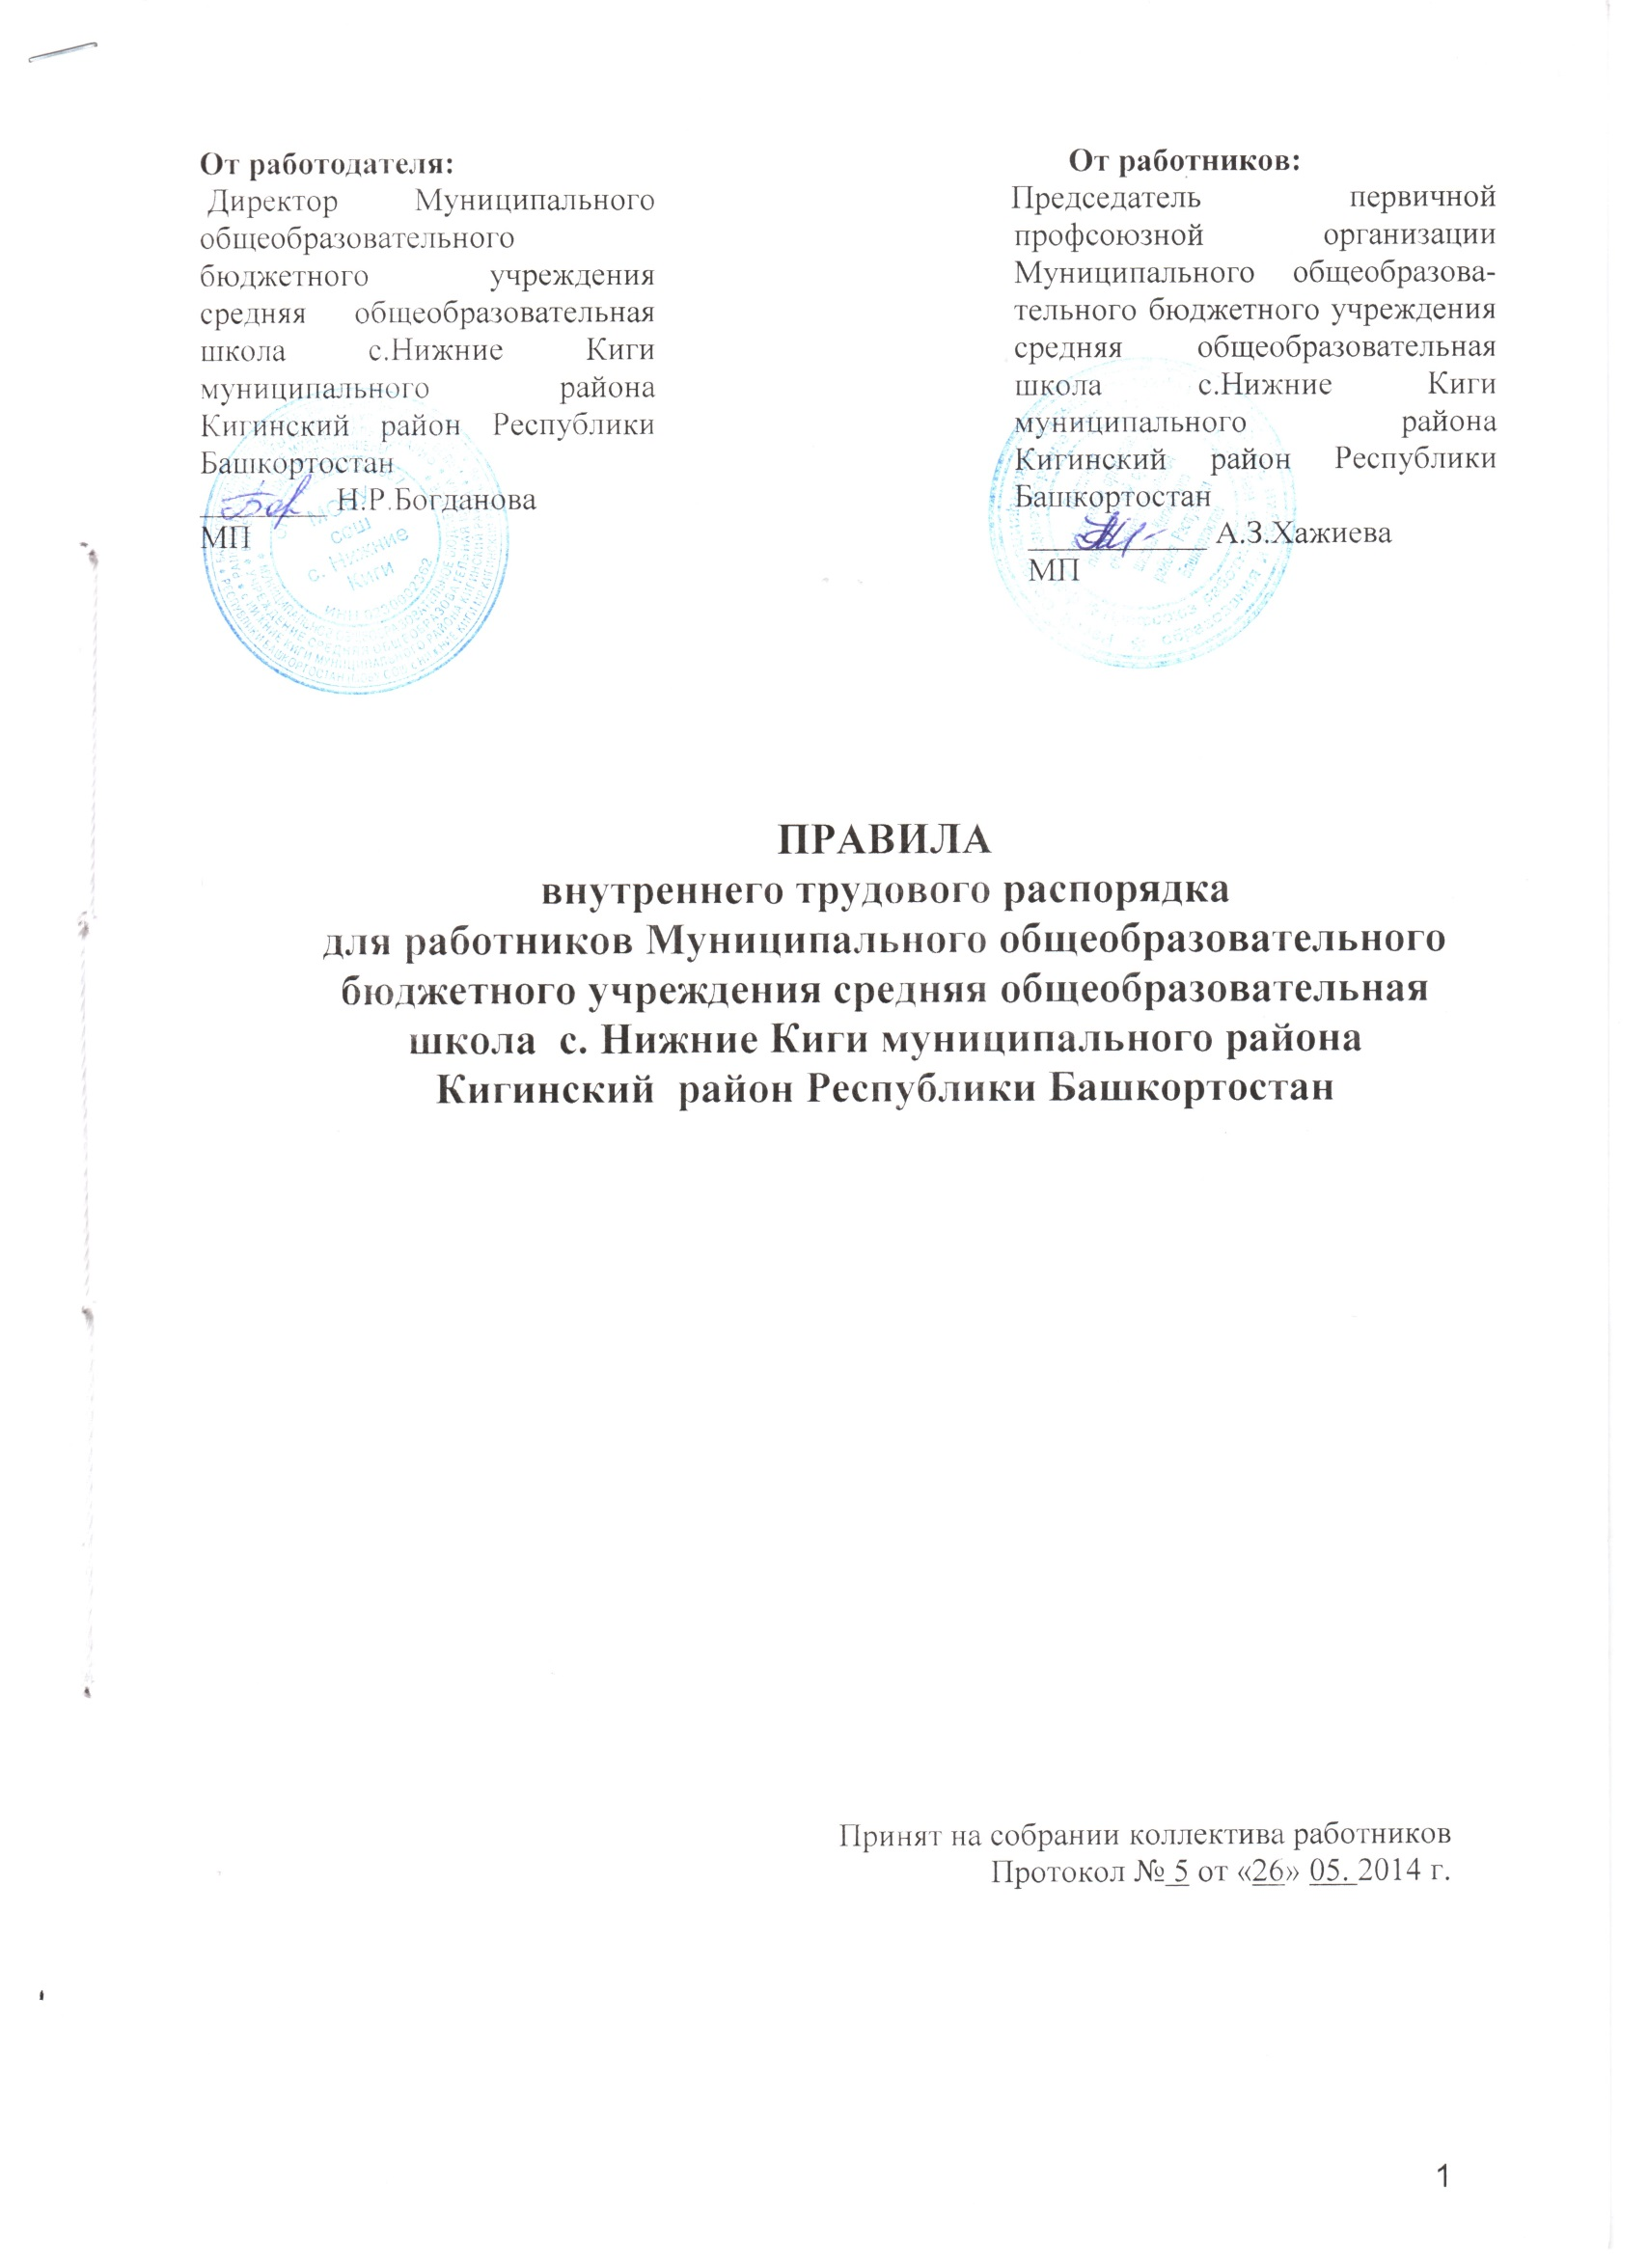 От работодателя:
Директор Муниципального
общеобразовательного
бюджетного учреждения
средняя общеобразовательная
школа с.Нижние Киги
муниципального района
Кигинский район Республики
Башкортостан
Н.Р.Богданова
МП
От работников:
Председатель первичной
профсоюзной организации
Муниципального общеобразова-
тельного бюджетного учреждения
средняя общеобразовательная
школа с.Нижние Киги
муниципального района
Кигинский район Республики
Башкортостан
А.З.Хажиева
МП
сош
с. Нижние
Киги
ПРАВИЛА
внутреннего трудового распорядка
для работников Муниципального общеобразовательного
бюджетного учреждения средняя общеобразовательная
школа с. Нижние Киги муниципального района
Кигинский район Республики Башкортостан
Принят на собрании коллектива работников
Протокол № 5 от «26» 05. 2014 г.
1